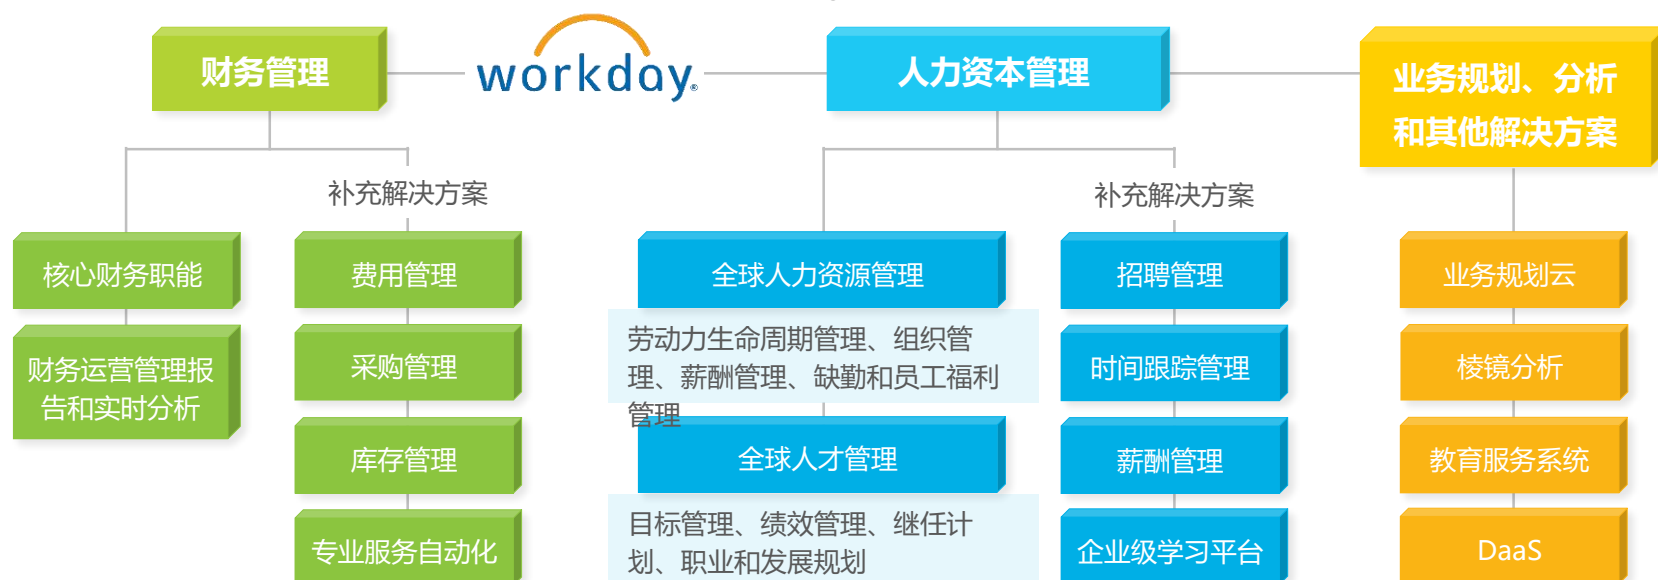 财务管理
workday®
人力资本管理
业务规划、分析
和其他解决方案
补充解决方案
补充解决方案
核心财务职能
费用管理
全球人力资源管理
招聘管理
业务规划云
财务运营管理报
告和实时分析
采购管理
劳动力生命周期管理、组织管
理、薪酬管理、缺勤和员工福利
管理
时间跟踪管理
棱镜分析
库存管理
全球人才管理
薪酬管理
教育服务系统
专业服务自动化
目标管理、绩效管理、继任计
划、职业和发展规划
企业级学习平台
DaaS